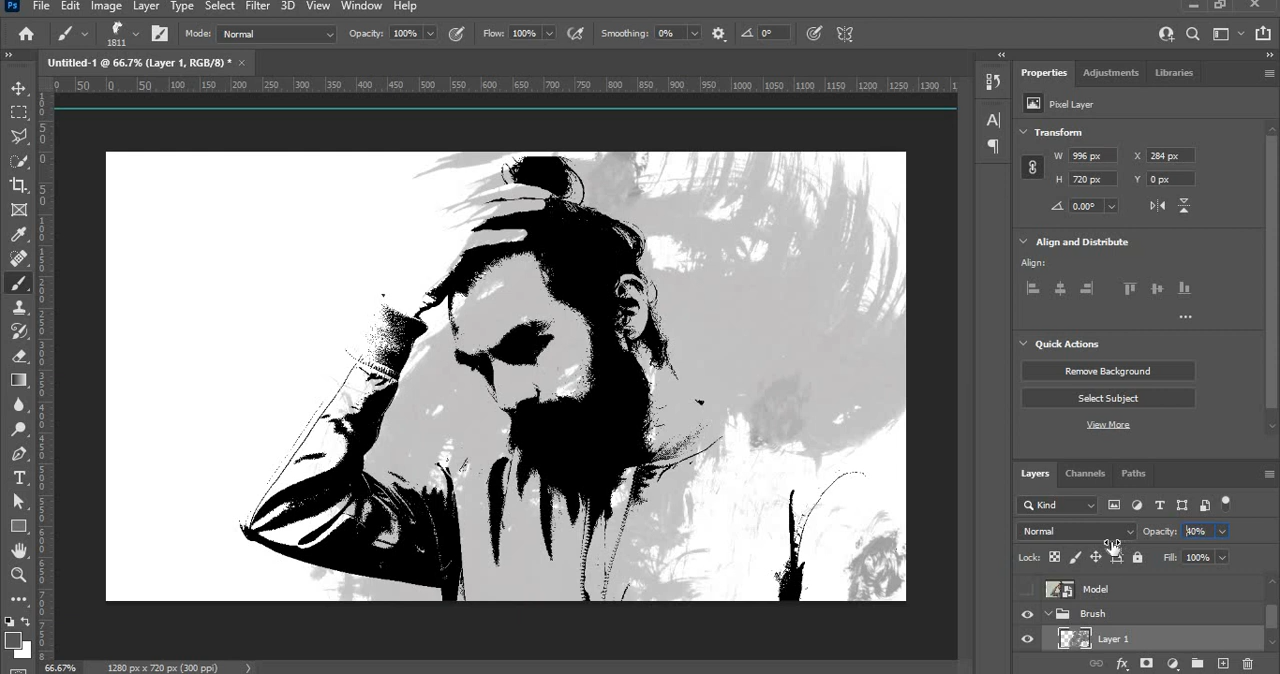 Ps File Edit Image Layer Type Select Filter 3D View Window Help
1811 Mode: Normal Opacity: 100% Flow: 100% Smoothing: 0% 0°
Untitled-1 @ 66.7% (Layer 1, RGB/8) * ×
50 0 50 100 150 200 250 300 350 400 450 500 550 600 650 700 750 800 850 900 950 1000 1050 1100 1150 1200 1250 1300
Properties Adjustments Libraries
Pixel Layer
Transform
W 996 px X 284 px
H 720 px Y 0 px
0.00°
Align and Distribute
Align:
Quick Actions
Remove Background
Select Subject
View More
Layers Channels Paths
Kind
Normal Opacity: 40%
Lock: Fill: 100%
Model
Brush
Layer 1
66.67% 1280 px x 720 px (300 ppi)